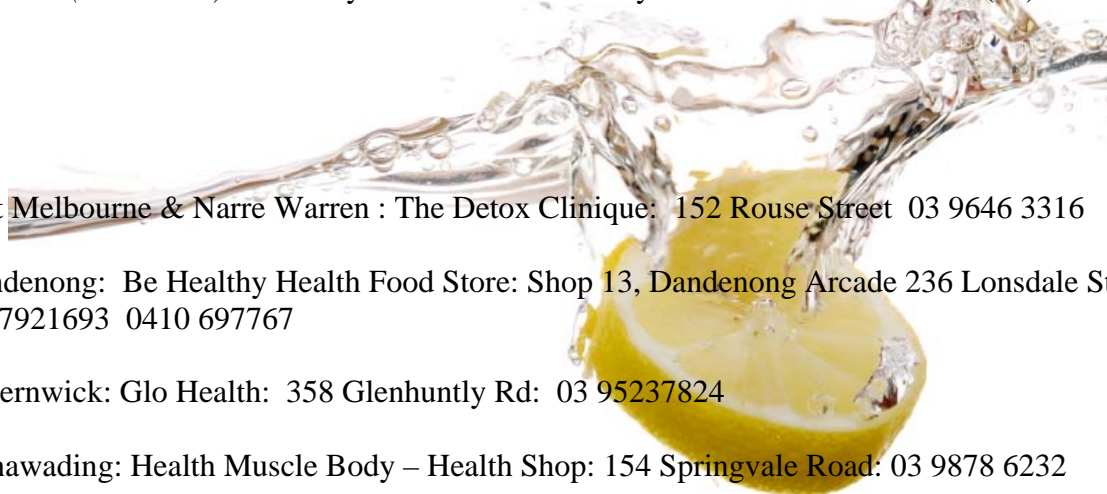 Melbourne & Narre Warren : The Detox Clinique: 152 Rouse Street 03 9646 3316
ndenong: Be Healthy Health Food Store: Shop 13, Dandenong Arcade 236 Lonsdale St
7921693 0410 697767
ernwick: Glo Health: 358 Glenhuntly Rd: 03 95237824
nawading: Health Muscle Body – Health Shop: 154 Springvale Road: 03 9878 6232